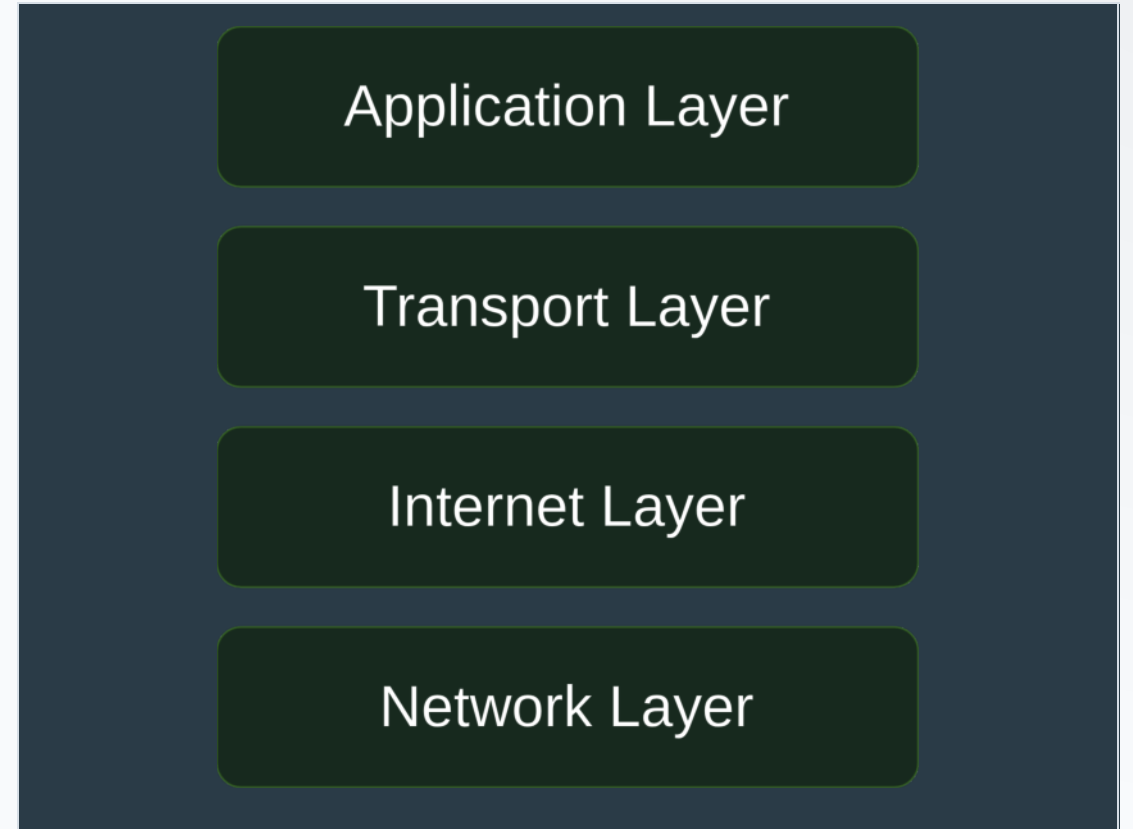 Application Layer
Transport Layer
Internet Layer
Network Layer